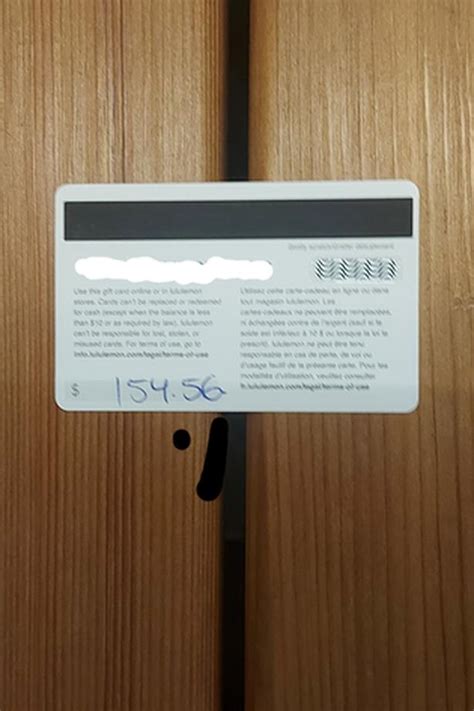 Gently scratch/Gratter délicatement
Use this gift card online or in lululemon
stores. Cards can't be replaced or redeemed
for cash (except when the balance is less
than $10 or as required by law). lululemon
can't be responsible for lost, stolen, or
misused cards. For terms of use, go to
info.lululemon.com/legal/terms-of-use
Utilisez cette carte-cadeau en ligne ou dans
tout magasin lululemon. Les
cartes-cadeaux ne peuvent être remplacées,
ni échangées contre de l'argent (sauf si le
solde est inférieur à 10 $ ou lorsque la loi le
prescrit). lululemon ne peut être tenu
responsable en cas de perte, de vol ou
d'usage fautif de la présente carte. Pour les
modalités d'utilisation, veuillez consulter
fr.lululemon.com/legal/terms-of-use
$ 154.56